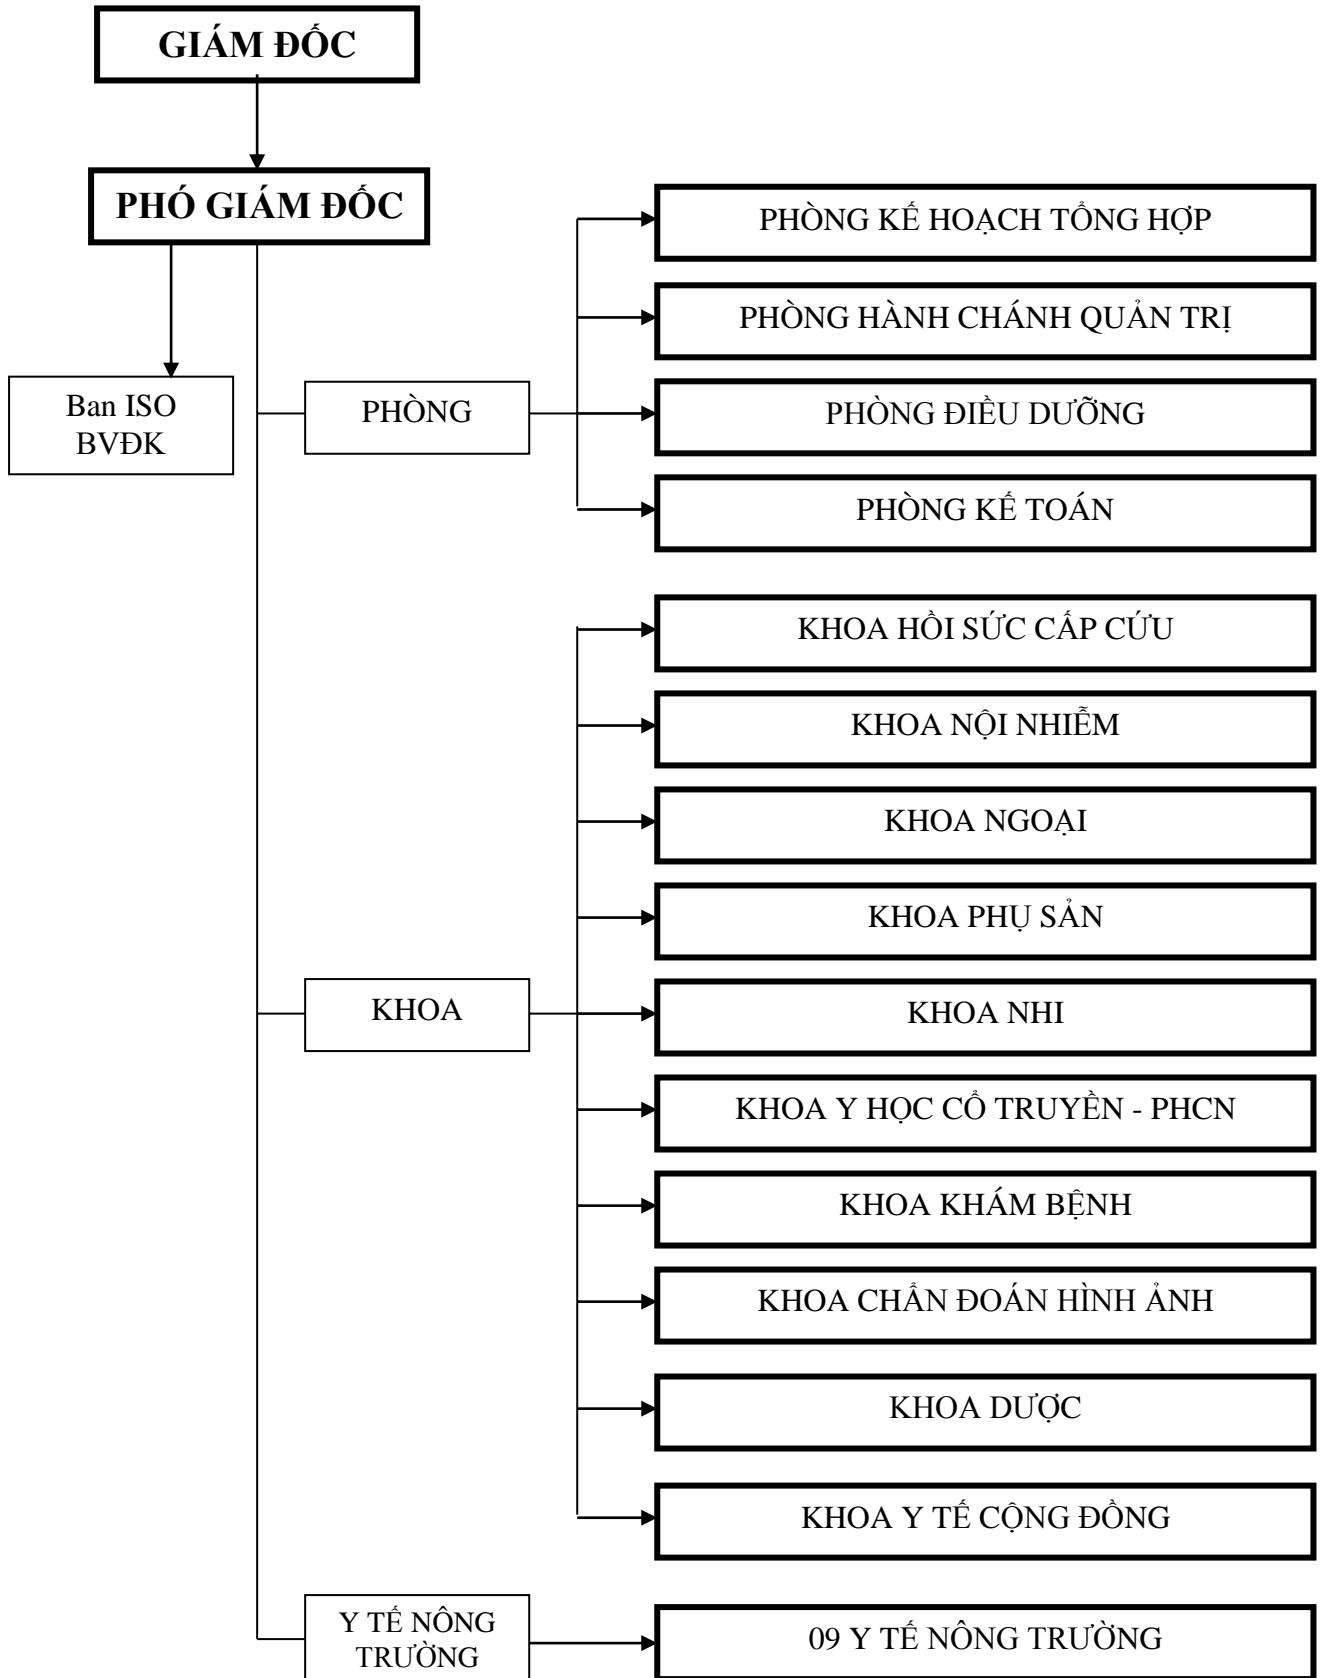 GIÁM ĐỐC
PHÓ GIÁM ĐỐC
Ban ISO
BVĐK
PHÒNG
PHÒNG KẾ HOẠCH TỔNG HỢP
PHÒNG HÀNH CHÁNH QUẢN TRỊ
PHÒNG ĐIỀU DƯỠNG
PHÒNG KẾ TOÁN
KHOA
KHOA HỒI SỨC CẤP CỨU
KHOA NỘI NHIỄM
KHOA NGOẠI
KHOA PHỤ SẢN
KHOA NHI
KHOA Y HỌC CỔ TRUYỀN - PHCN
KHOA KHÁM BỆNH
KHOA CHẨN ĐOÁN HÌNH ẢNH
KHOA DƯỢC
KHOA Y TẾ CỘNG ĐỒNG
Y TẾ NÔNG
TRƯỜNG
09 Y TẾ NÔNG TRƯỜNG